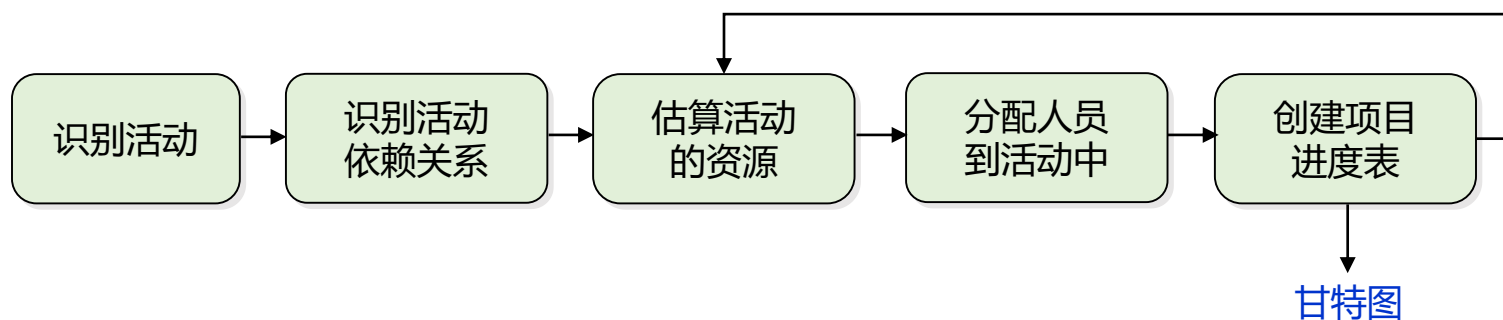 识别活动
识别活动
依赖关系
估算活动
的资源
分配人员
到活动中
创建项目
进度表
甘特图